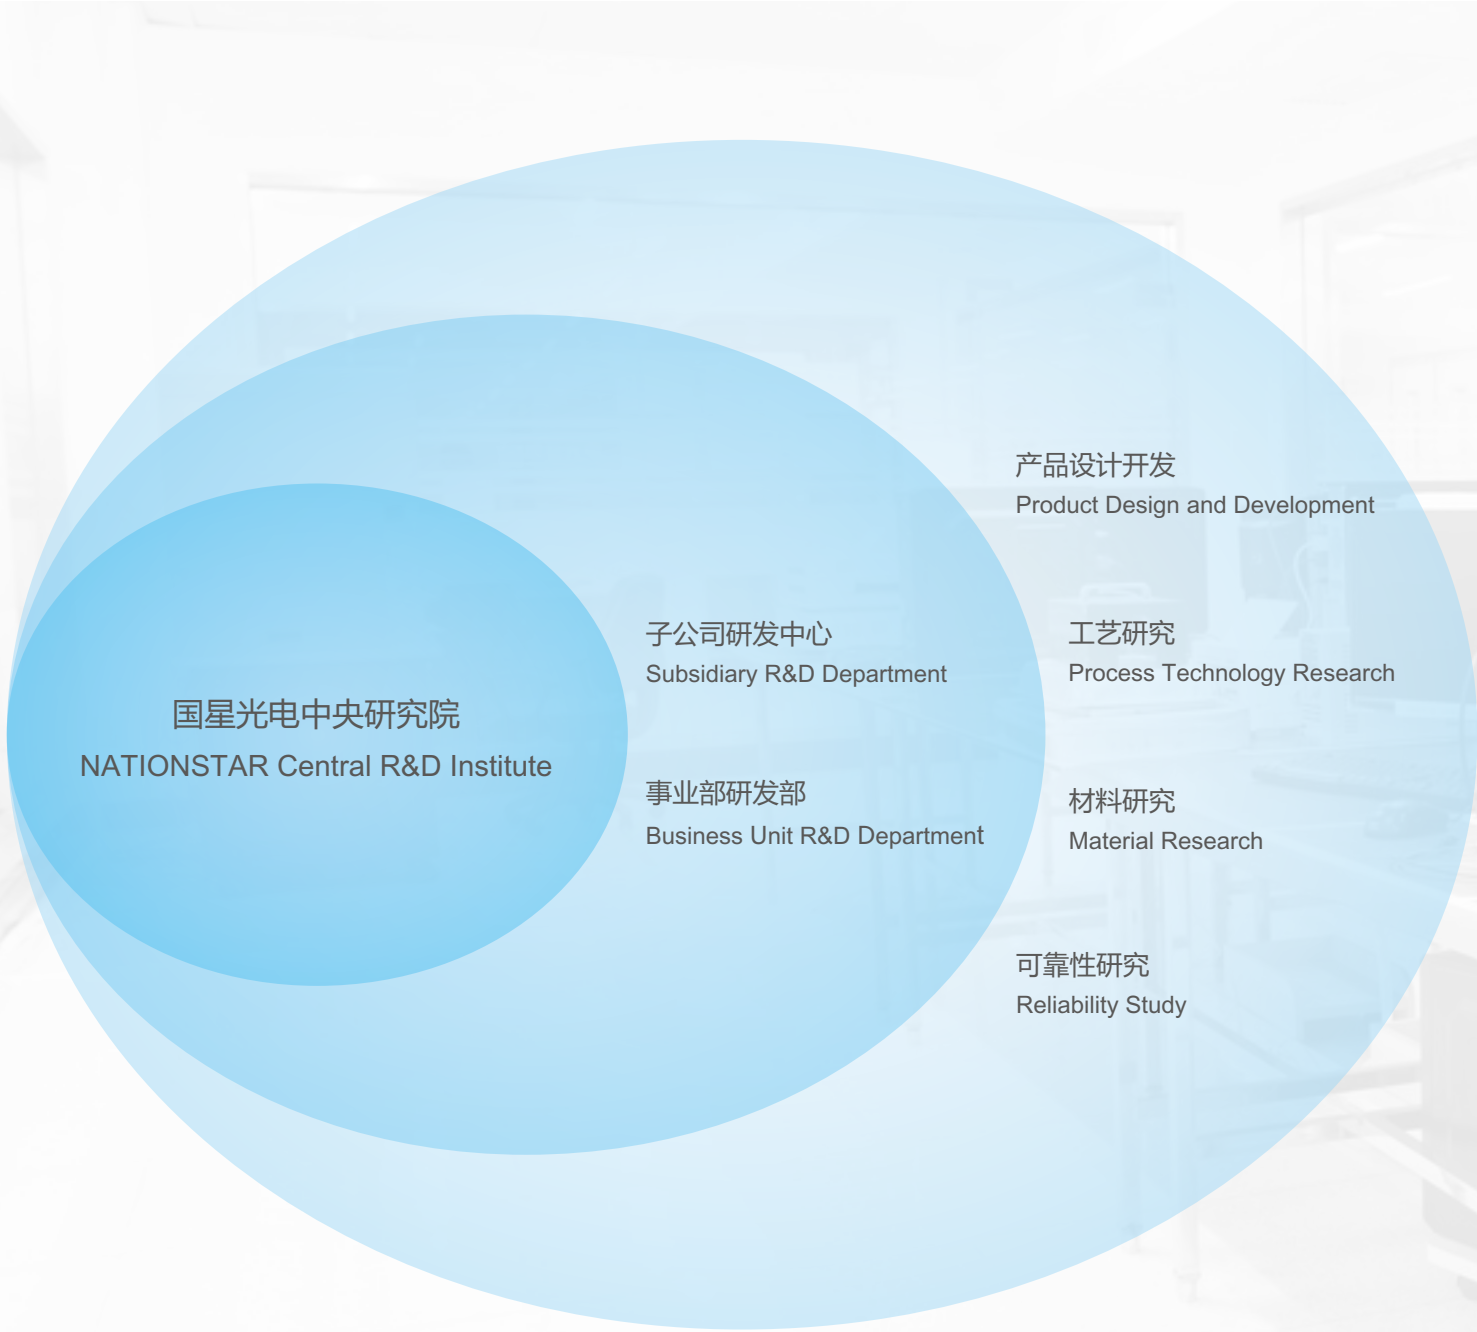 产品设计开发
Product Design and Development
子公司研发中心
Subsidiary R&D Department
工艺研究
Process Technology Research
国星光电中央研究院
NATIONSTAR Central R&D Institute
事业部研发部
Business Unit R&D Department
材料研究
Material Research
可靠性研究
Reliability Study